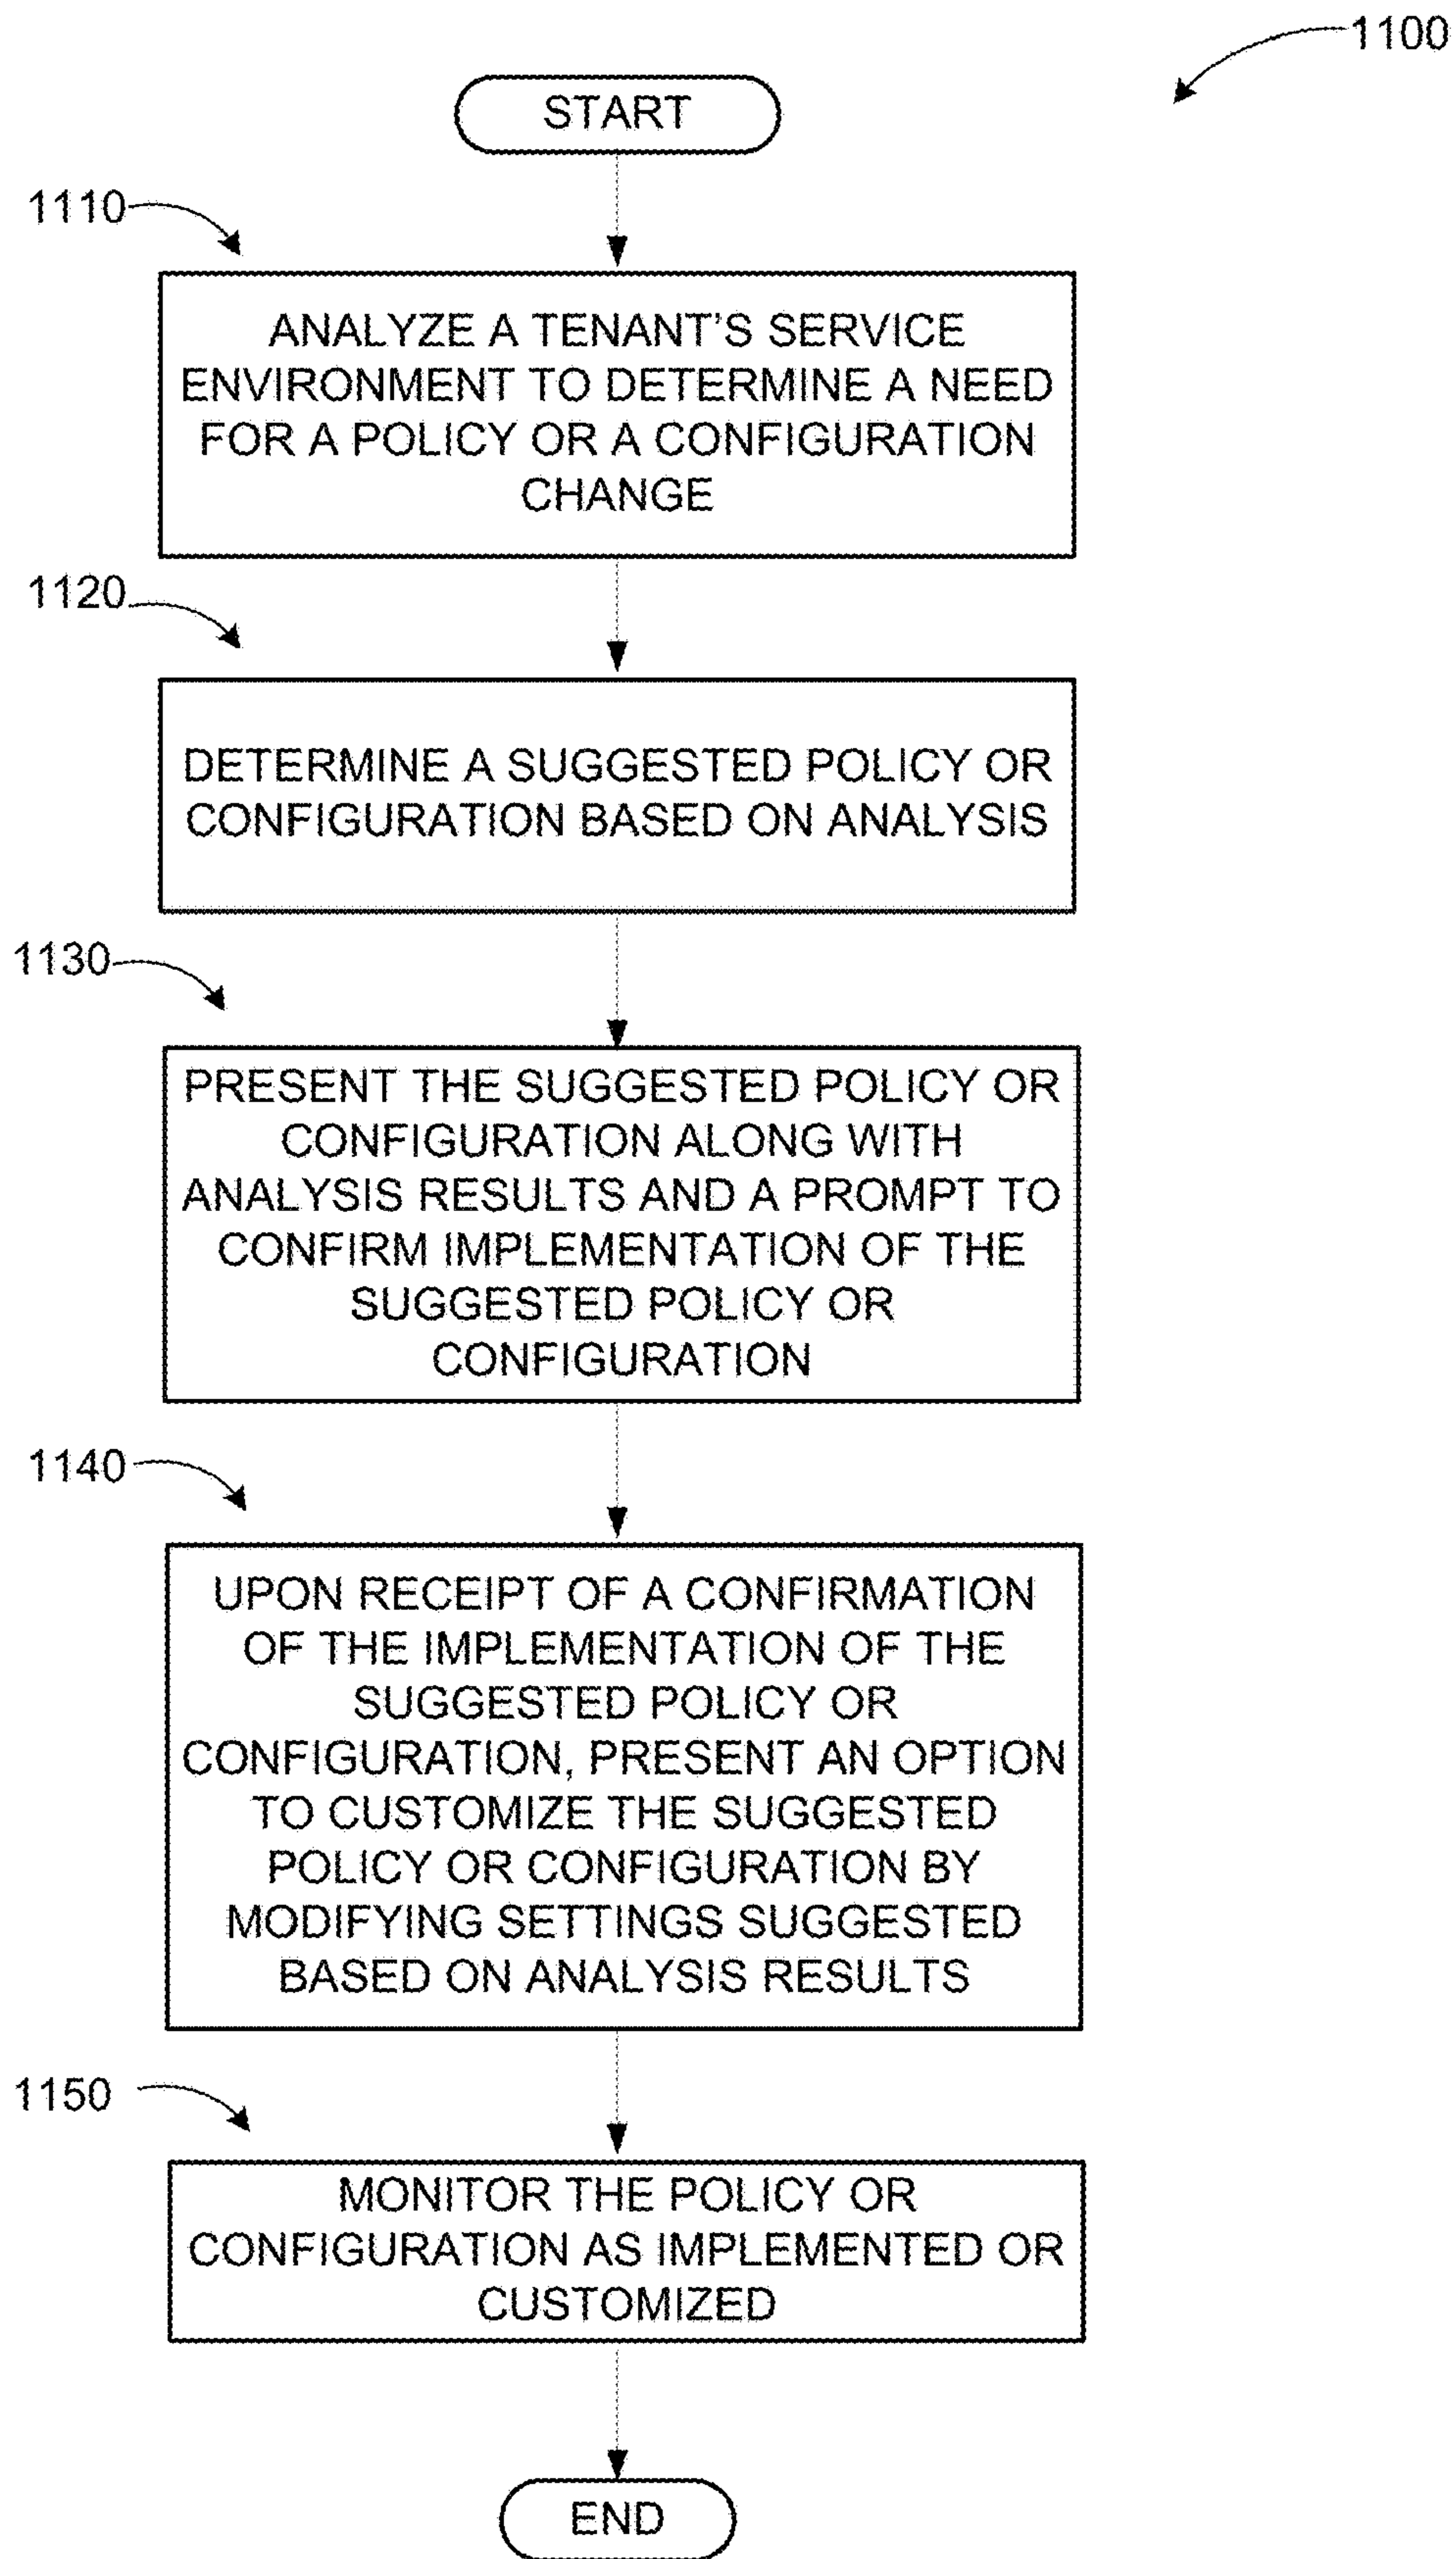 1100
START
1110
ANALYZE A TENANT'S SERVICE
ENVIRONMENT TO DETERMINE A NEED
FOR A POLICY OR A CONFIGURATION
CHANGE
1120
DETERMINE A SUGGESTED POLICY OR
CONFIGURATION BASED ON ANALYSIS
1130
PRESENT THE SUGGESTED POLICY OR
CONFIGURATION ALONG WITH
ANALYSIS RESULTS AND A PROMPT TO
CONFIRM IMPLEMENTATION OF THE
SUGGESTED POLICY OR
CONFIGURATION
1140
UPON RECEIPT OF A CONFIRMATION
OF THE IMPLEMENTATION OF THE
SUGGESTED POLICY OR
CONFIGURATION, PRESENT AN OPTION
TO CUSTOMIZE THE SUGGESTED
POLICY OR CONFIGURATION BY
MODIFYING SETTINGS SUGGESTED
BASED ON ANALYSIS RESULTS
1150
MONITOR THE POLICY OR
CONFIGURATION AS IMPLEMENTED OR
CUSTOMIZED
END